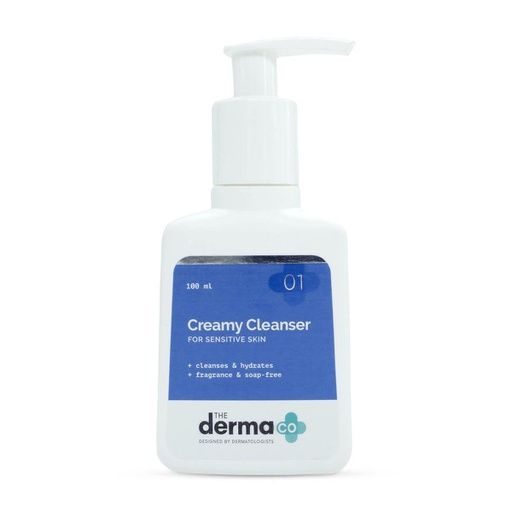 100 ml
01
Creamy Cleanser
FOR SENSITIVE SKIN
+ cleanses & hydrates
+ fragrance & soap-free
THE
derma co
DESIGNED BY DERMATOLOGISTS